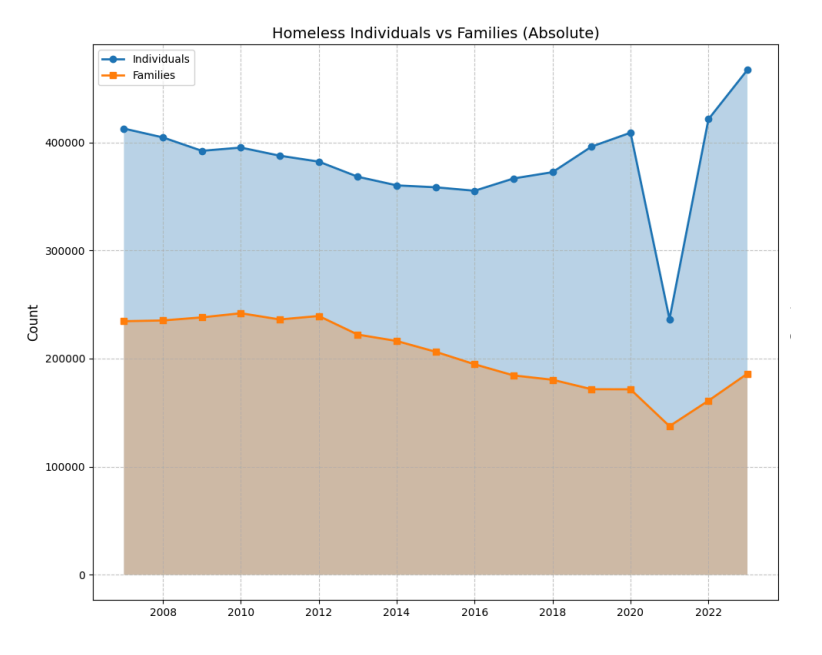 Homeless Individuals vs Families (Absolute)
Individuals
Families
Count
400000
300000
200000
100000
0
2008 2010 2012 2014 2016 2018 2020 2022